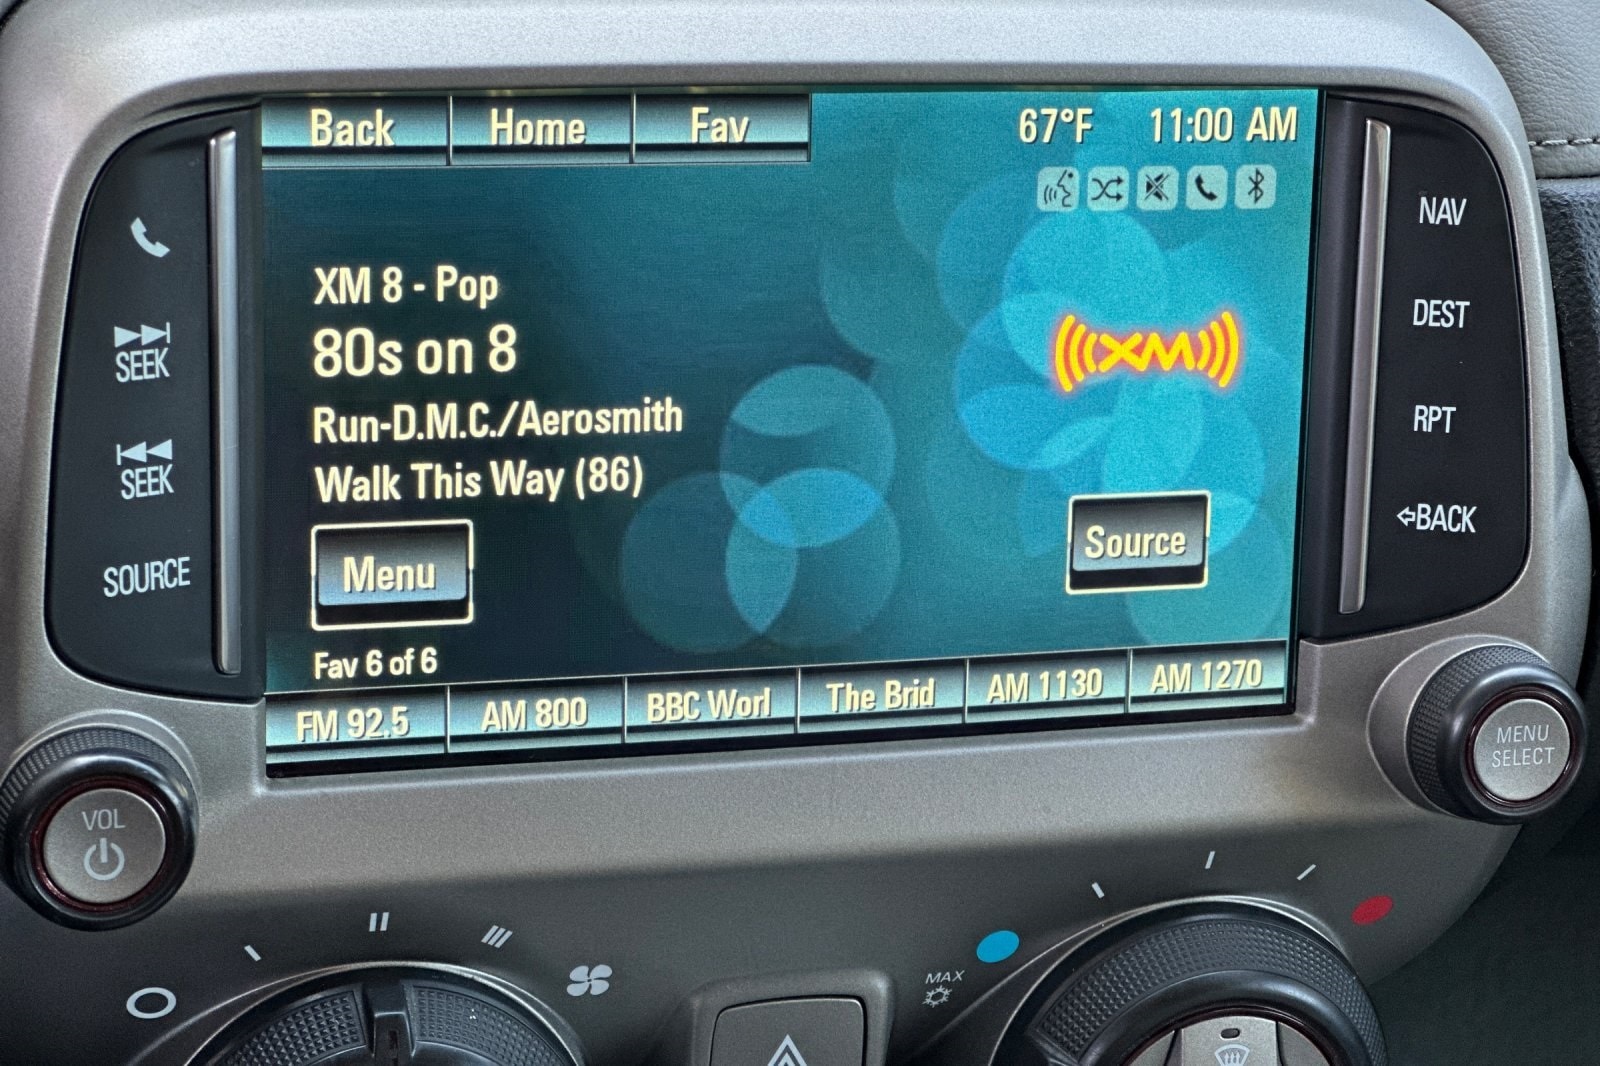 Back Home Fav 67°F 11:00 AM
XM 8 - Pop
80s on 8
Run-D.M.C./Aerosmith
Walk This Way (86)
XM
Menu
Source
Fav 6 of 6
FM 92.5 AM 800 BBC Worl The Brid AM 1130 AM 1270
SEEK
SEEK
SOURCE
NAV
DEST
RPT
BACK
VOL
MENU
SELECT
MAX